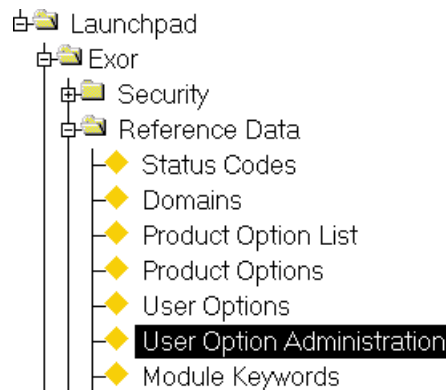 Launchpad
Exor
Security
Reference Data
Status Codes
Domains
Product Option List
Product Options
User Options
User Option Administration
Module Keywords